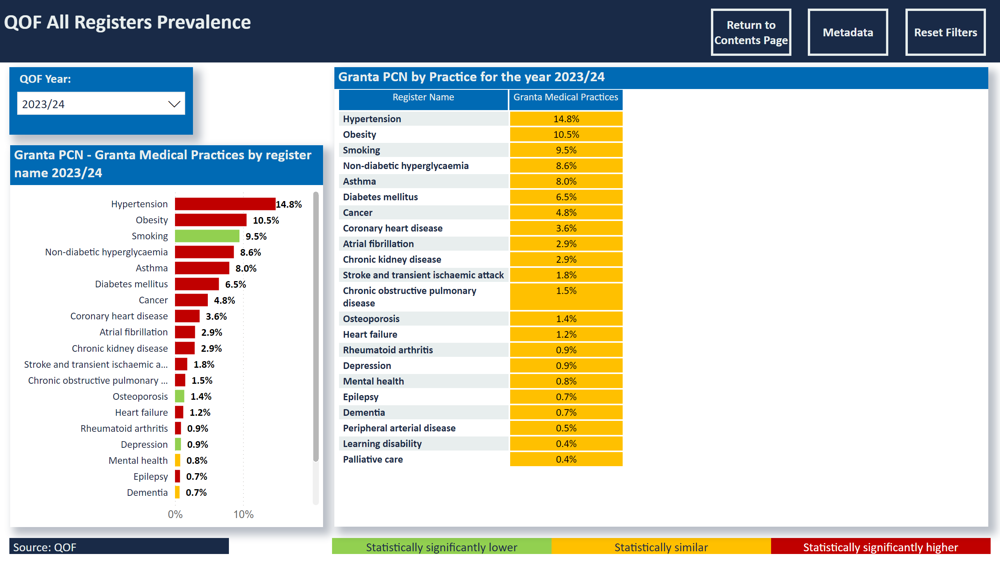 QOF All Registers Prevalence
Return to
Contents Page
Metadata
Reset Filters
QOF Year:
2023/24
Granta PCN - Granta Medical Practices by register
name 2023/24
Hypertension 14.8%
Obesity 10.5%
Smoking 9.5%
Non-diabetic hyperglycaemia 8.6%
Asthma 8.0%
Diabetes mellitus 6.5%
Cancer 4.8%
Coronary heart disease 3.6%
Atrial fibrillation 2.9%
Chronic kidney disease 2.9%
Stroke and transient ischaemic a... 1.8%
Chronic obstructive pulmonary ... 1.5%
Osteoporosis 1.4%
Heart failure 1.2%
Rheumatoid arthritis 0.9%
Depression 0.9%
Mental health 0.8%
Epilepsy 0.7%
Dementia 0.7%
0% 10%
Granta PCN by Practice for the year 2023/24
Register Name Granta Medical Practices
Hypertension 14.8%
Obesity 10.5%
Smoking 9.5%
Non-diabetic hyperglycaemia 8.6%
Asthma 8.0%
Diabetes mellitus 6.5%
Cancer 4.8%
Coronary heart disease 3.6%
Atrial fibrillation 2.9%
Chronic kidney disease 2.9%
Stroke and transient ischaemic attack 1.8%
Chronic obstructive pulmonary 1.5%
disease
Osteoporosis 1.4%
Heart failure 1.2%
Rheumatoid arthritis 0.9%
Depression 0.9%
Mental health 0.8%
Epilepsy 0.7%
Dementia 0.7%
Peripheral arterial disease 0.5%
Learning disability 0.4%
Palliative care 0.4%
Source: QOF
Statistically significantly lower
Statistically similar
Statistically significantly higher